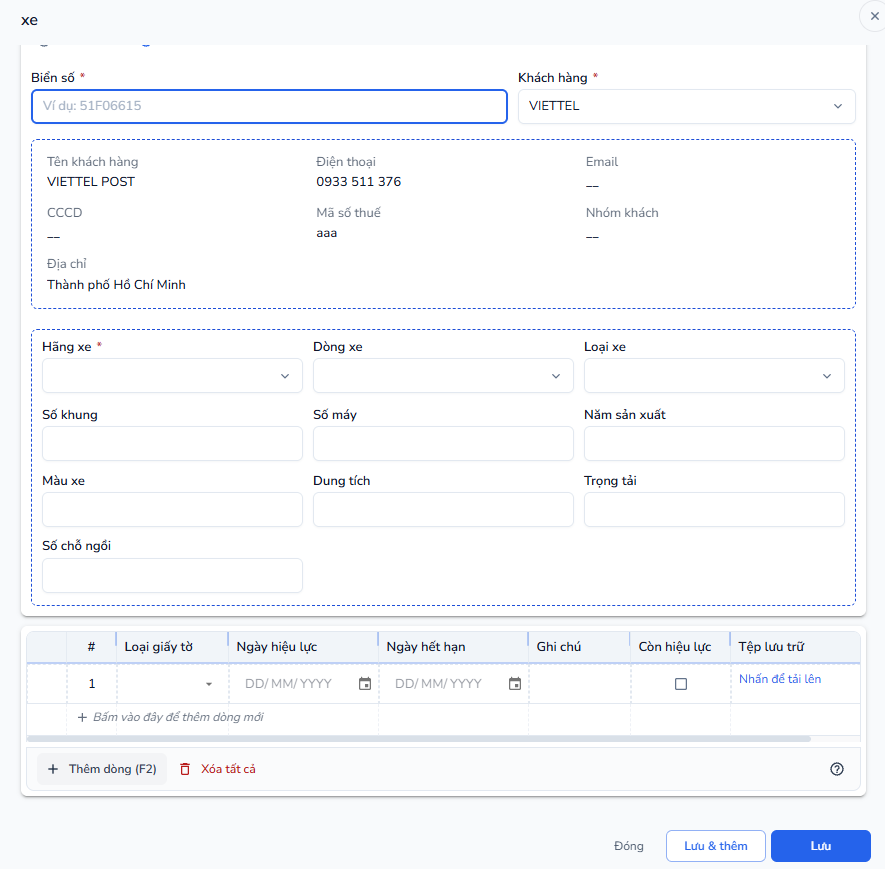 xe
Biển số *
Khách hàng *
Ví dụ: 51F06615
VIETTEL
Tên khách hàng
Điện thoại
Email
VIETTEL POST
0933 511 376
__
CCCD
Mã số thuế
Nhóm khách
__
aaa
__
Địa chỉ
Thành phố Hồ Chí Minh
Hãng xe *
Dòng xe
Loại xe
Số khung
Số máy
Năm sản xuất
Màu xe
Dung tích
Trọng tải
Số chỗ ngồi
# Loại giấy tờ Ngày hiệu lực Ngày hết hạn Ghi chú Còn hiệu lực Tệp lưu trữ
1 DD/ MM/ YYYY DD/ MM/ YYYY Nhấn để tải lên
+ Bấm vào đây để thêm dòng mới
+ Thêm dòng (F2) Xóa tất cả
Đóng Lưu & thêm Lưu